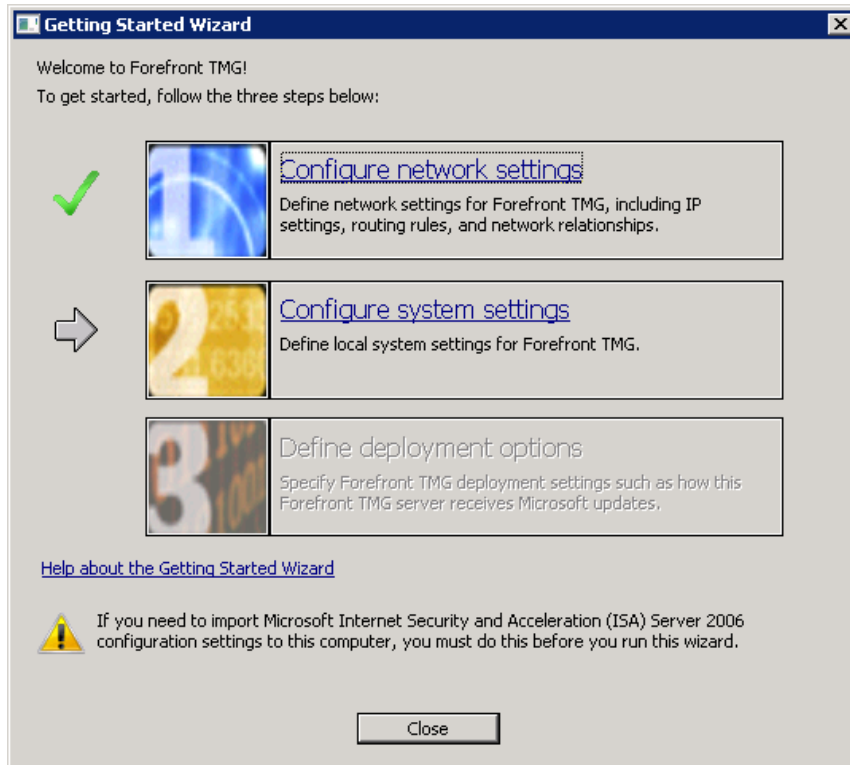 Getting Started Wizard
Welcome to Forefront TMG!
To get started, follow the three steps below:
1
Configure network settings
Define network settings for Forefront TMG, including IP
settings, routing rules, and network relationships.
2
Configure system settings
Define local system settings for Forefront TMG.
3
Define deployment options
Specify Forefront TMG deployment settings such as how this
Forefront TMG server receives Microsoft updates.
Help about the Getting Started Wizard
If you need to import Microsoft Internet Security and Acceleration (ISA) Server 2006
configuration settings to this computer, you must do this before you run this wizard.
Close